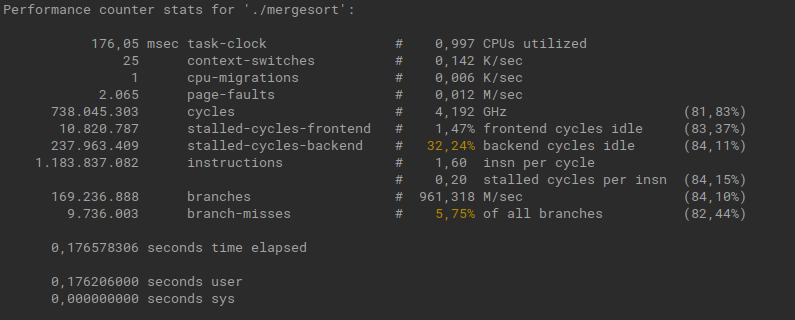 Performance counter stats for './mergesort':
176,05 msec task-clock # 0,997 CPUs utilized
25 context-switches # 0,142 K/sec
1 cpu-migrations # 0,006 K/sec
2.065 page-faults # 0,012 M/sec
738.045.303 cycles # 4,192 GHz (81,83%)
10.820.787 stalled-cycles-frontend # 1,47% frontend cycles idle (83,37%)
237.963.409 stalled-cycles-backend # 32,24% backend cycles idle (84,11%)
1.183.837.082 instructions # 1,60 insn per cycle
# 0,20 stalled cycles per insn (84,15%)
169.236.888 branches # 961,318 M/sec (84,10%)
9.736.003 branch-misses # 5,75% of all branches (82,44%)
0,176578306 seconds time elapsed
0,176206000 seconds user
0,000000000 seconds sys